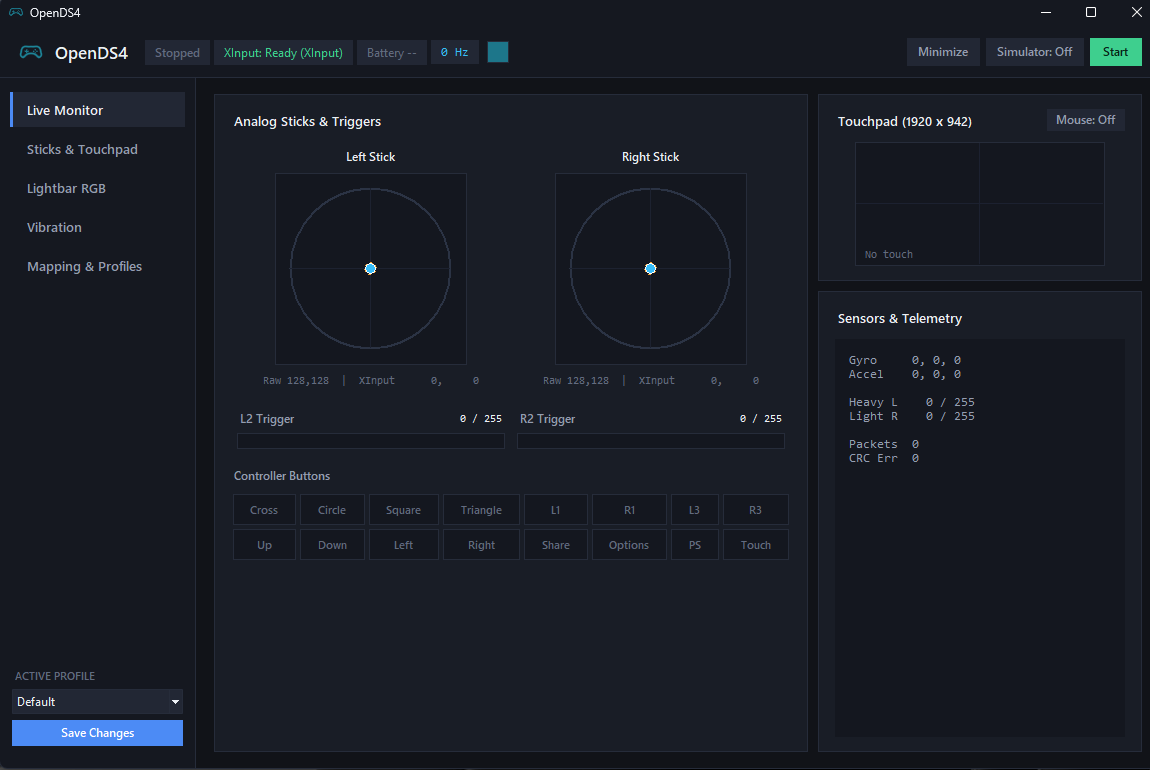 OpenDS4
OpenDS4 Stopped XInput: Ready (XInput) Battery -- 0 Hz Minimize Simulator: Off Start
Live Monitor
Sticks & Touchpad
Lightbar RGB
Vibration
Mapping & Profiles
ACTIVE PROFILE
Default
Save Changes
Analog Sticks & Triggers
Left Stick Right Stick
Raw 128,128 | XInput 0, 0 Raw 128,128 | XInput 0, 0
L2 Trigger 0 / 255 R2 Trigger 0 / 255
Controller Buttons
Cross Circle Square Triangle L1 R1 L3 R3
Up Down Left Right Share Options PS Touch
Touchpad (1920 x 942) Mouse: Off
No touch
Sensors & Telemetry
Gyro 0, 0, 0
Accel 0, 0, 0
Heavy L 0 / 255
Light R 0 / 255
Packets 0
CRC Err 0